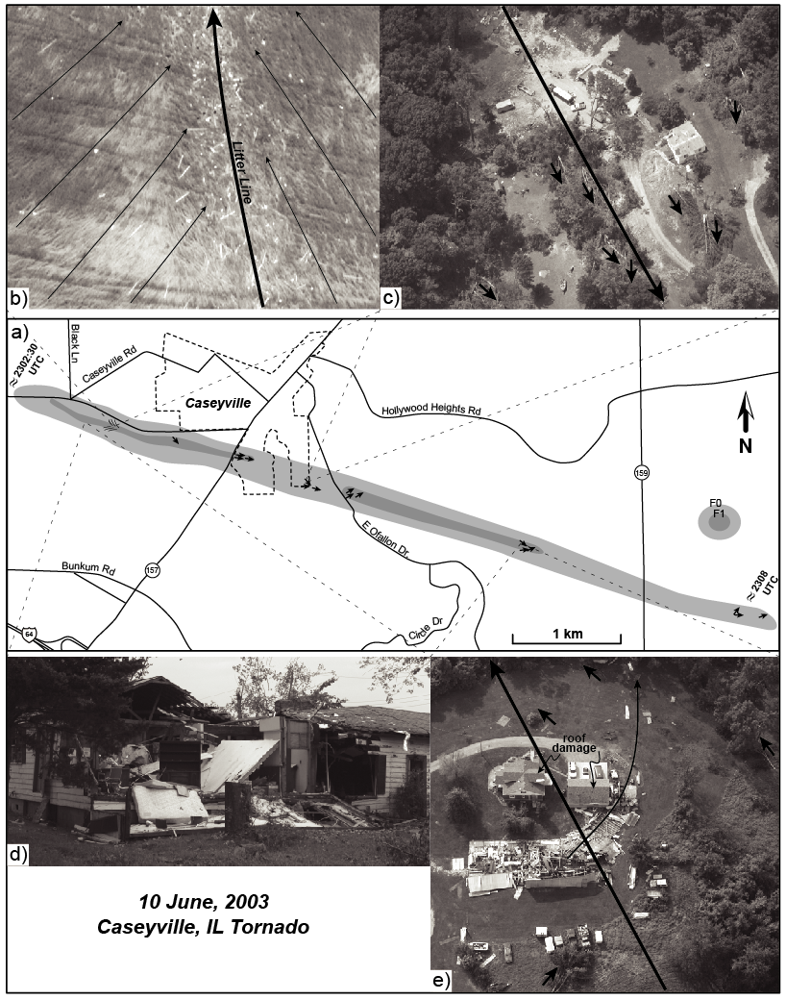 Litter Line
b)
c)
a)
≈ 2302:30
UTC
Black Ln
Caseyville Rd
Caseyville
Hollywood Heights Rd
N
159
F0
F1
E Ofallon Dr.
≈ 2308
UTC
Bunkum Rd
157
64
Circle Dr
1 km
roof
damage
d)
10 June, 2003
Caseyville, IL Tornado
e)